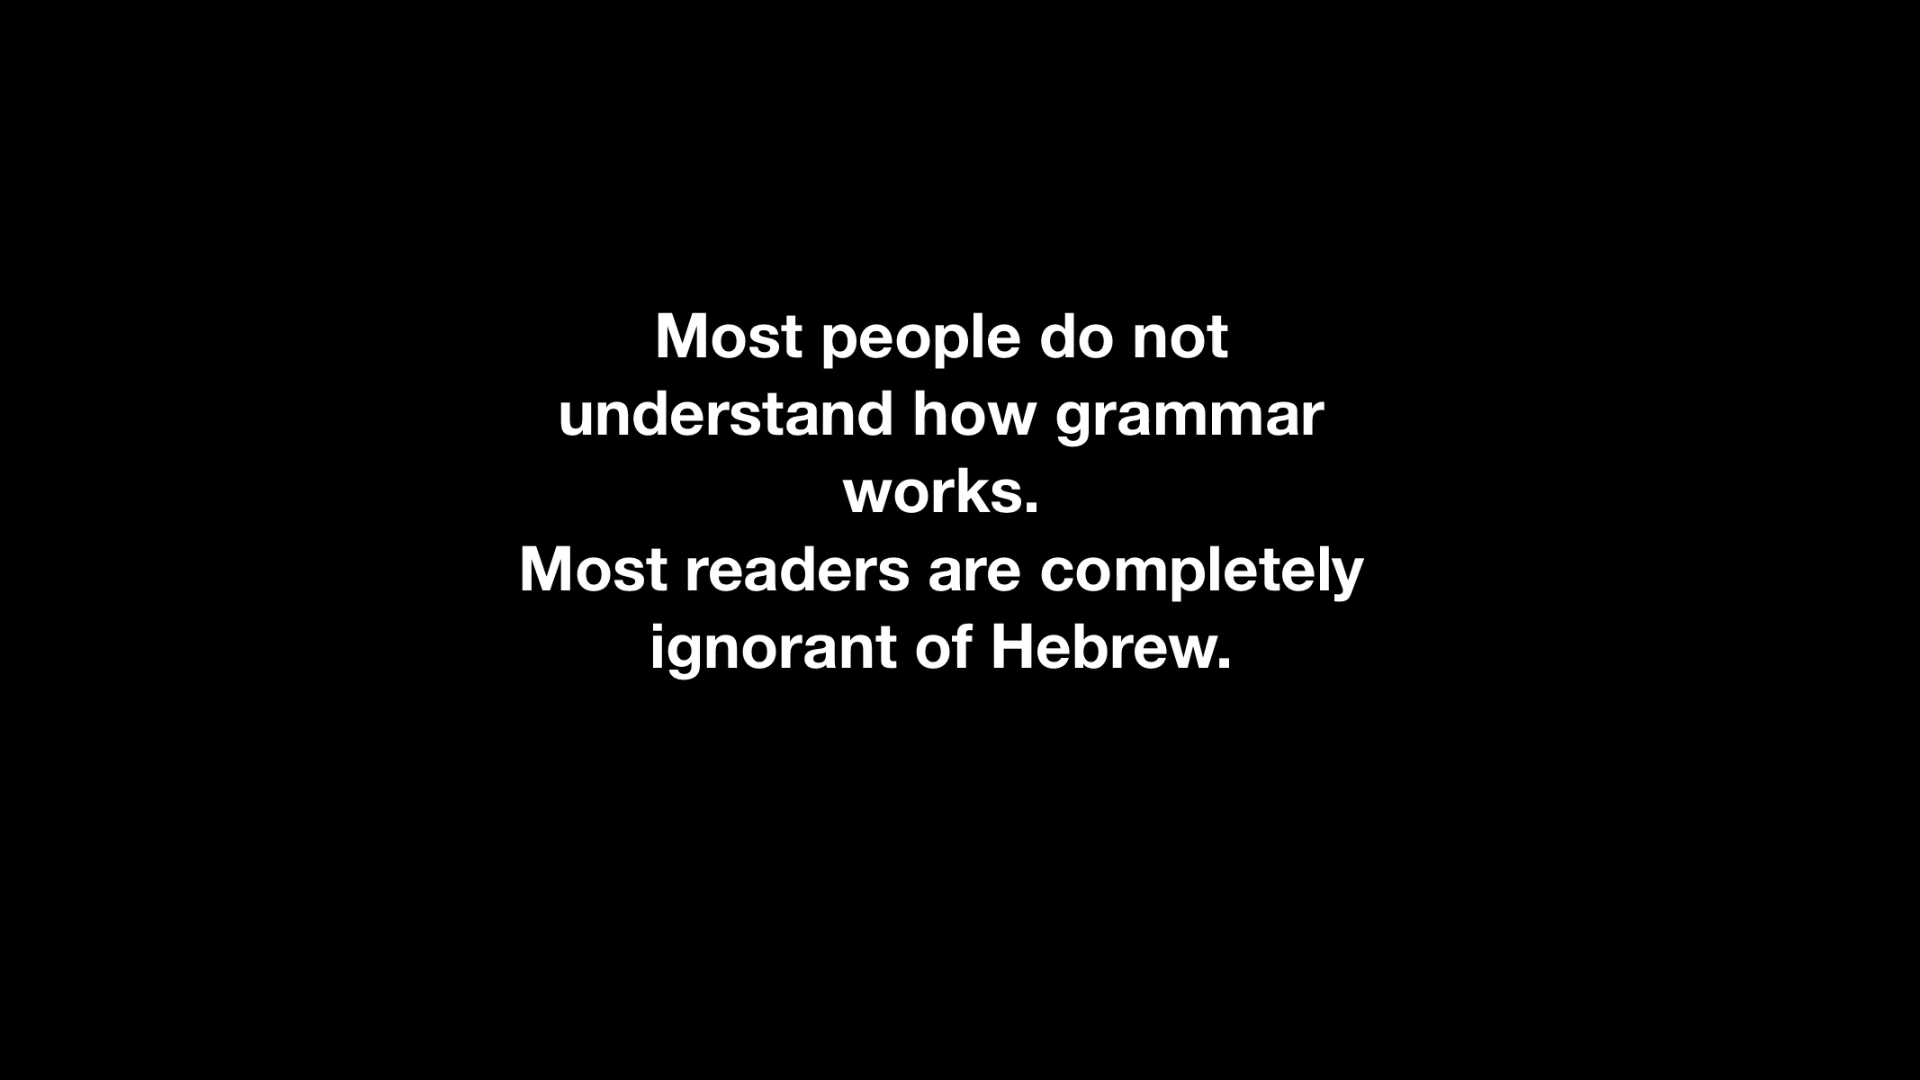 Most people do not
understand how grammar
works.
Most readers are completely
ignorant of Hebrew.